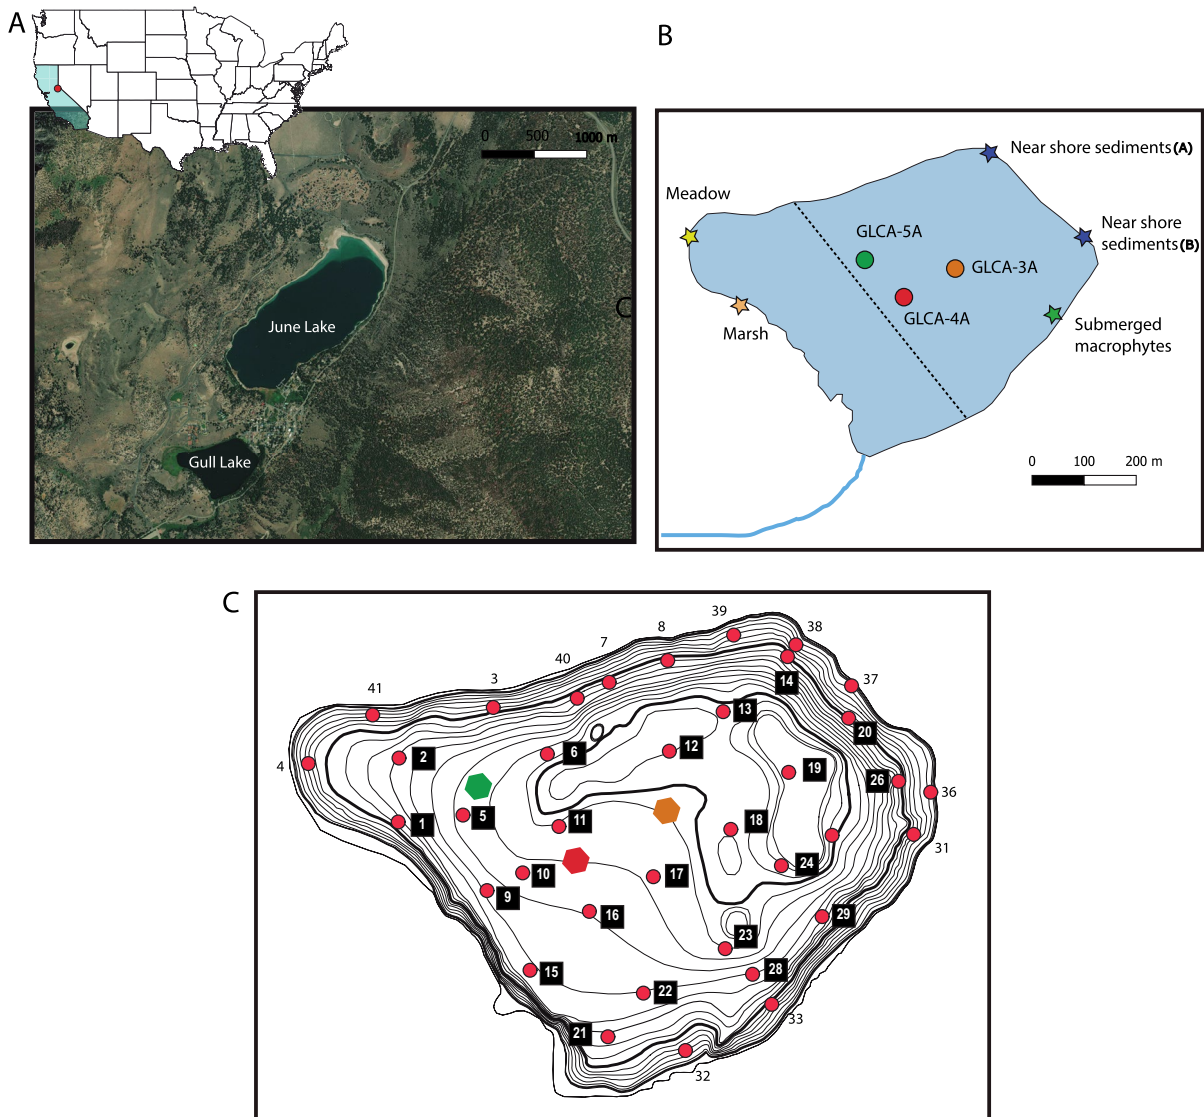 A
0 500 1000 m
June Lake
Gull Lake
C
B
Near shore sediments (A)
Meadow
Near shore
sediments (B)
GLCA-5A
GLCA-3A
GLCA-4A
Marsh
Submerged
macrophytes
0 100 200 m
C
39
38
8
7
40
37
3
14
41
13
20
2
6
12
4
19
26
36
5
11
1
18
31
24
10
17
9
16
29
23
15
28
22
33
21
32